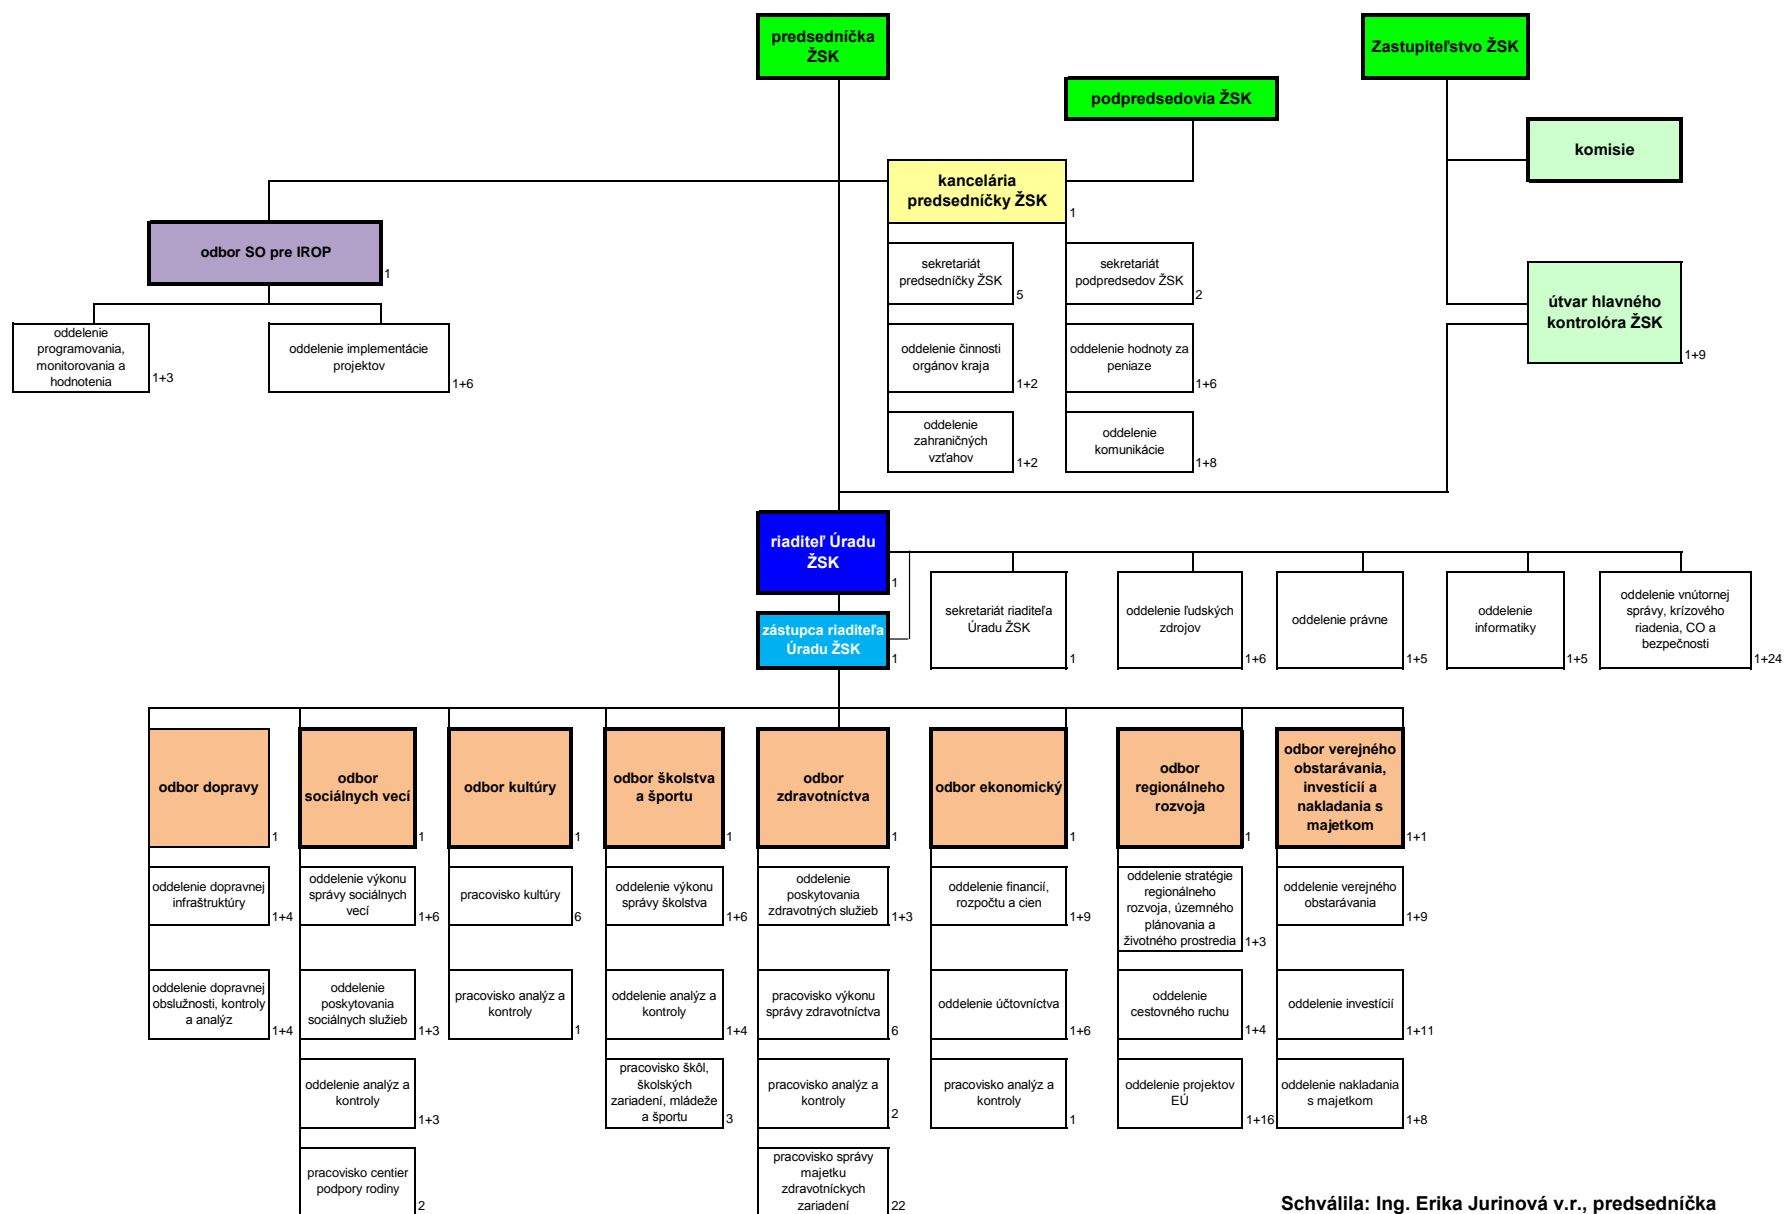 predsedníčka
ŽSK
Zastupiteľstvo ŽSK
podpredsedovia ŽSK
komisie
kancelária
predsedníčky ŽSK
1
odbor SO pre IROP
1
sekretariát
predsedníčky ŽSK
5
sekretariát
podpredsedov ŽSK
2
útvar hlavného
kontrolóra ŽSK
1+9
oddelenie
programovania,
monitorovania a
hodnotenia
1+3
oddelenie implementácie
projektov
1+6
oddelenie činnosti
orgánov kraja
1+2
oddelenie hodnoty za
peniaze
1+6
oddelenie
zahraničných
vzťahov
1+2
oddelenie
komunikácie
1+8
riaditeľ Úradu
ŽSK
1
zástupca riaditeľa
Úradu ŽSK
1
sekretariát riaditeľa
Úradu ŽSK
1
oddelenie ľudských
zdrojov
1+6
oddelenie právne
1+5
oddelenie
informatiky
1+5
oddelenie vnútornej
správy, krízového
riadenia, CO a
bezpečnosti
1+24
odbor dopravy
1
odbor
sociálnych vecí
1
odbor kultúry
1
odbor školstva
a športu
1
odbor
zdravotníctva
1
odbor ekonomický
1
odbor
regionálneho
rozvoja
1
odbor verejného
obstarávania,
investícií a
nakladania s
majetkom
1+1
oddelenie dopravnej
infraštruktúry
1+4
oddelenie výkonu
správy sociálnych
vecí
1+6
pracovisko kultúry
6
oddelenie výkonu
správy školstva
1+6
oddelenie
poskytovania
zdravotných služieb
1+3
oddelenie financií,
rozpočtu a cien
1+9
oddelenie stratégie
regionálneho
rozvoja, územného
plánovania a
životného prostredia
1+3
oddelenie verejného
obstarávania
1+9
oddelenie dopravnej
obslužnosti, kontroly
a analýz
1+4
oddelenie
poskytovania
sociálnych služieb
1+3
pracovisko analýz a
kontroly
1
oddelenie analýz a
kontroly
1+4
pracovisko výkonu
správy zdravotníctva
6
oddelenie účtovníctva
1+6
oddelenie
cestovného ruchu
1+4
oddelenie investícií
1+11
oddelenie analýz a
kontroly
1+3
pracovisko škôl,
školských
zariadení, mládeže
a športu
3
pracovisko analýz a
kontroly
2
pracovisko analýz a
kontroly
1
oddelenie projektov
EÚ
1+16
oddelenie nakladania
s majetkom
1+8
pracovisko centier
podpory rodiny
2
pracovisko správy
majetku
zdravotníckych
zariadení
22
Schválila: Ing. Erika Jurinová v.r., predsedníčka